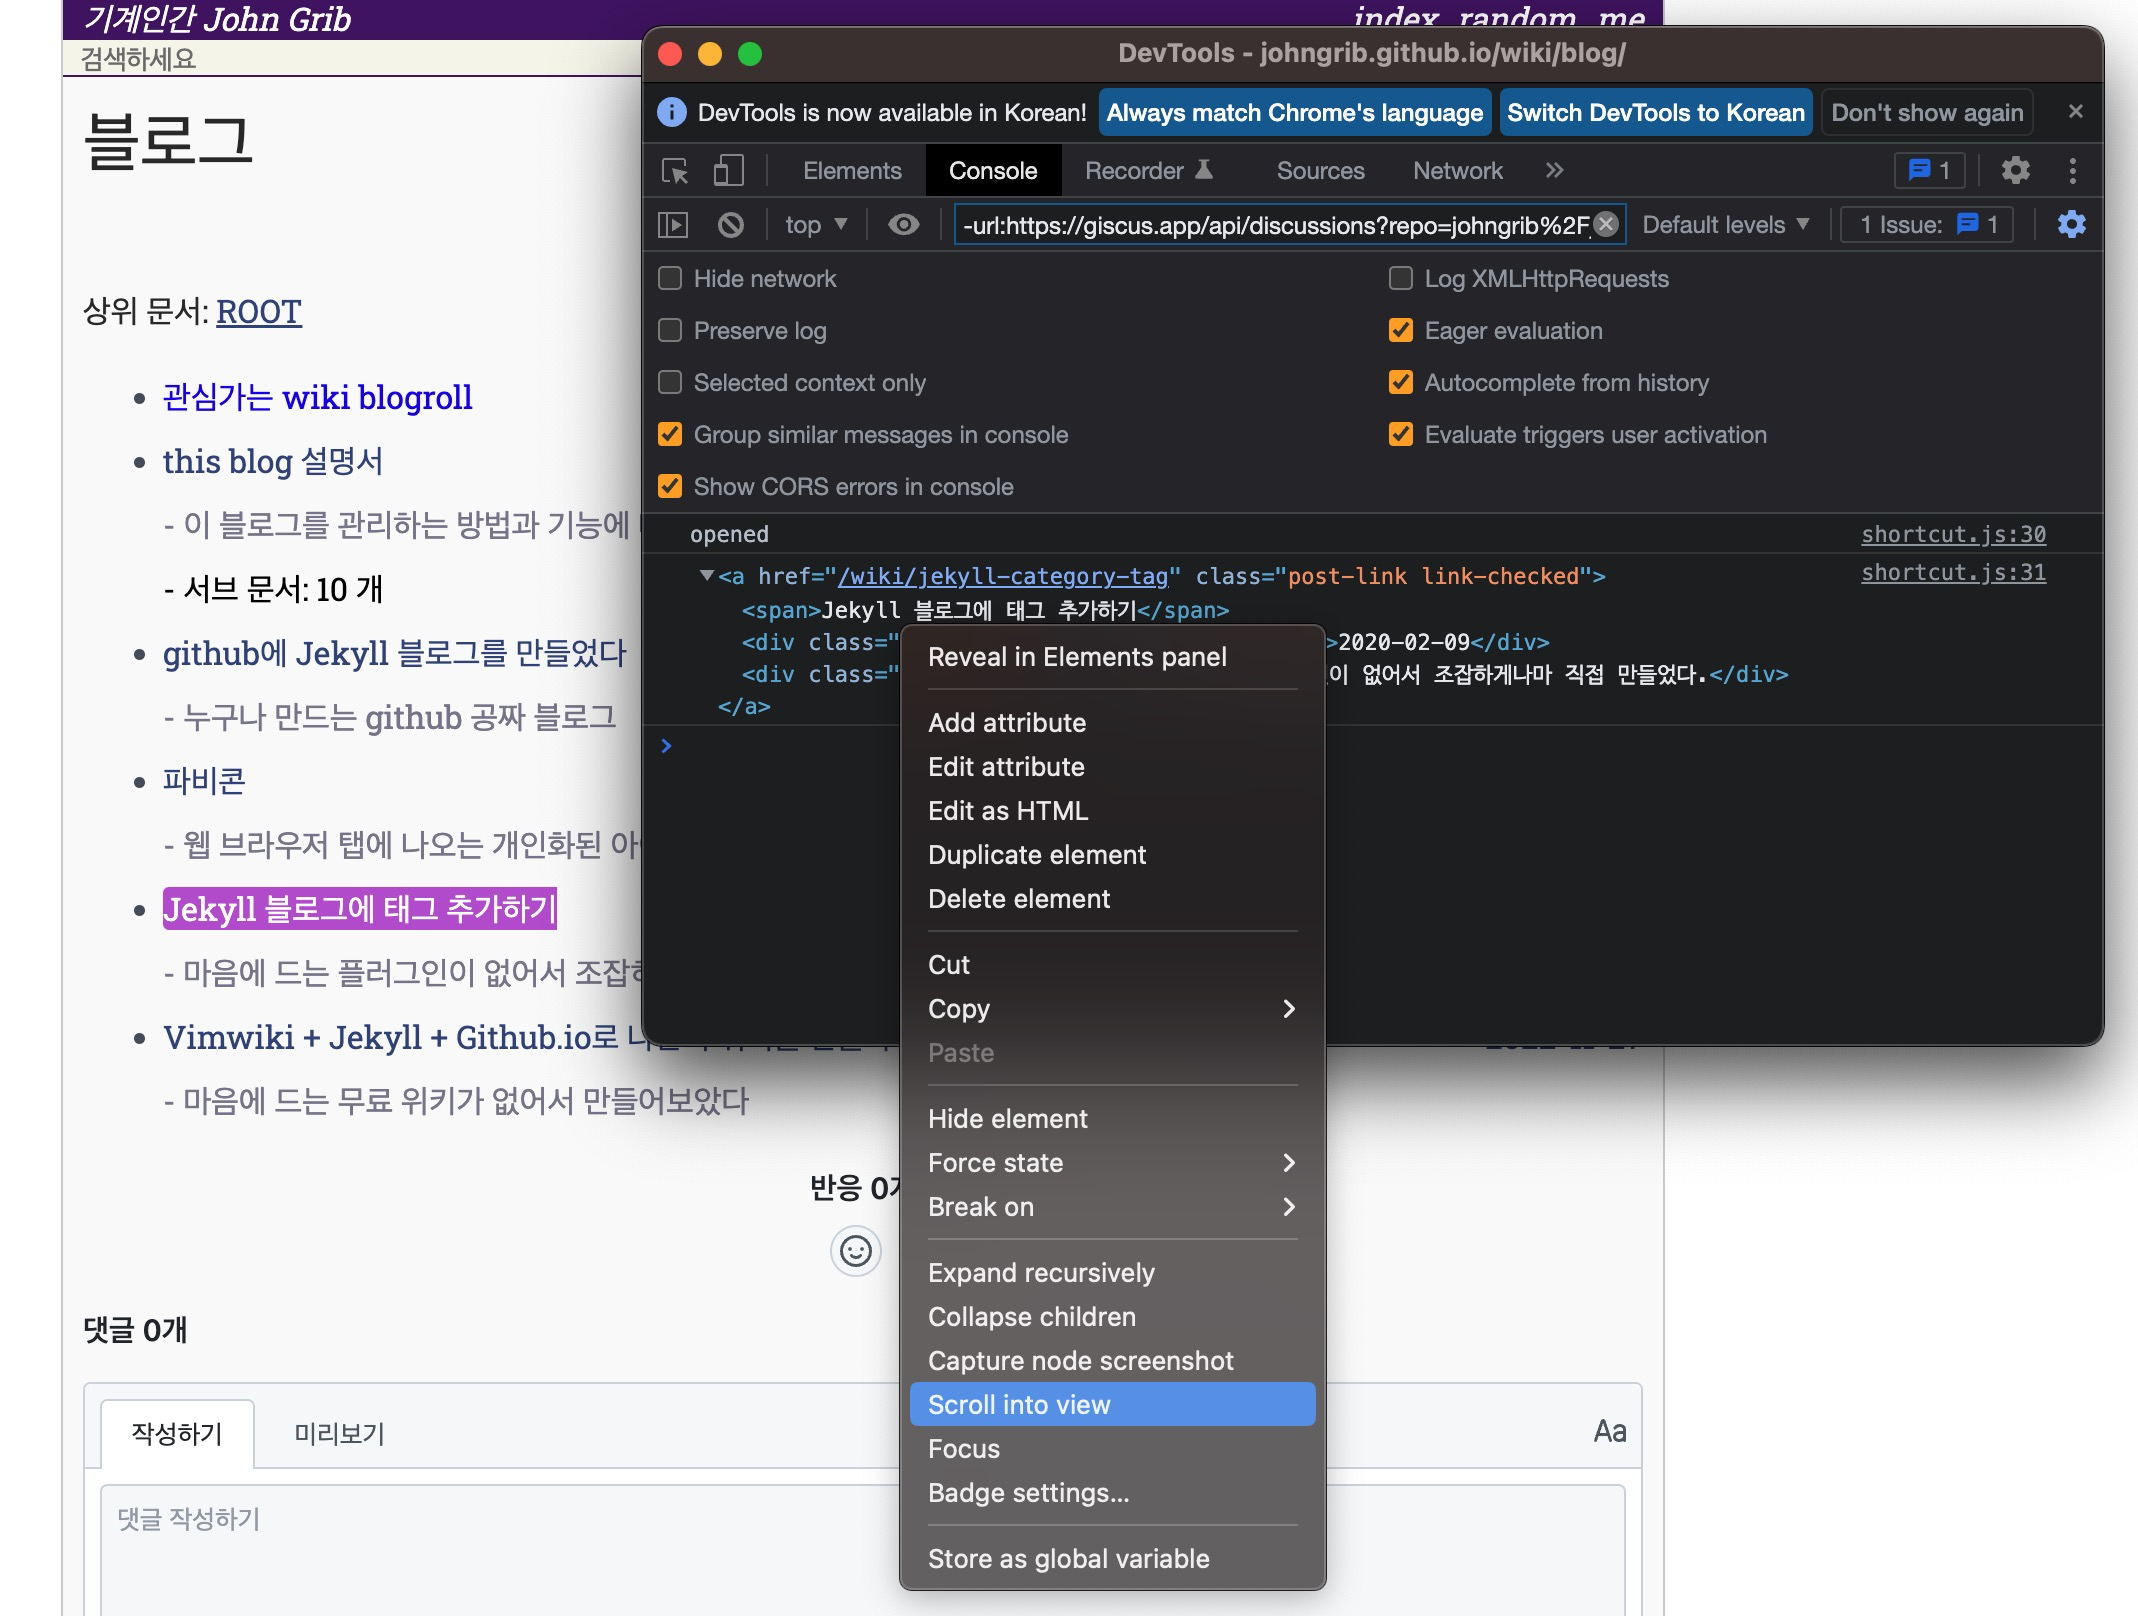 기계인간 John Grib
index random me
검색하세요
블로그
상위 문서: ROOT
관심가는 wiki blogroll
this blog 설명서
- 이 블로그를 관리하는 방법과 기능에
- 서브 문서: 10 개
github에 Jekyll 블로그를 만들었다
- 누구나 만드는 github 공짜 블로그
파비콘
- 웹 브라우저 탭에 나오는 개인화된
Jekyll 블로그에 태그 추가하기
- 마음에 드는 플러그인이 없어서
Vimwiki + Jekyll + Github.io로
- 마음에 드는 무료 위키가 없어서 만들어보았다
반응 0개
댓글 0개
작성하기
미리보기
Aa
댓글 작성하기
DevTools - johngrib.github.io/wiki/blog/
DevTools is now available in Korean! Always match Chrome's language Switch DevTools to Korean Don't show again
Elements Console Recorder Sources Network 1
top -url:https://giscus.app/api/discussions?repo=johngrib%2F Default levels 1 Issue: 1
Hide network
Log XMLHttpRequests
Preserve log
Eager evaluation
Selected context only
Autocomplete from history
Group similar messages in console
Evaluate triggers user activation
Show CORS errors in console
opened shortcut.js:30
<a href="/wiki/jekyll-category-tag" class="post-link link-checked"> shortcut.js:31
<span>Jekyll 블로그에 태그 추가하기</span>
<div class=" >2020-02-09</div>
<div class=" 없어서 조잡하게나마 직접 만들었다.</div>
</a>
Reveal in Elements panel
Add attribute
Edit attribute
Edit as HTML
Duplicate element
Delete element
Cut
Copy
Paste
Hide element
Force state
Break on
Expand recursively
Collapse children
Capture node screenshot
Scroll into view
Focus
Badge settings...
Store as global variable